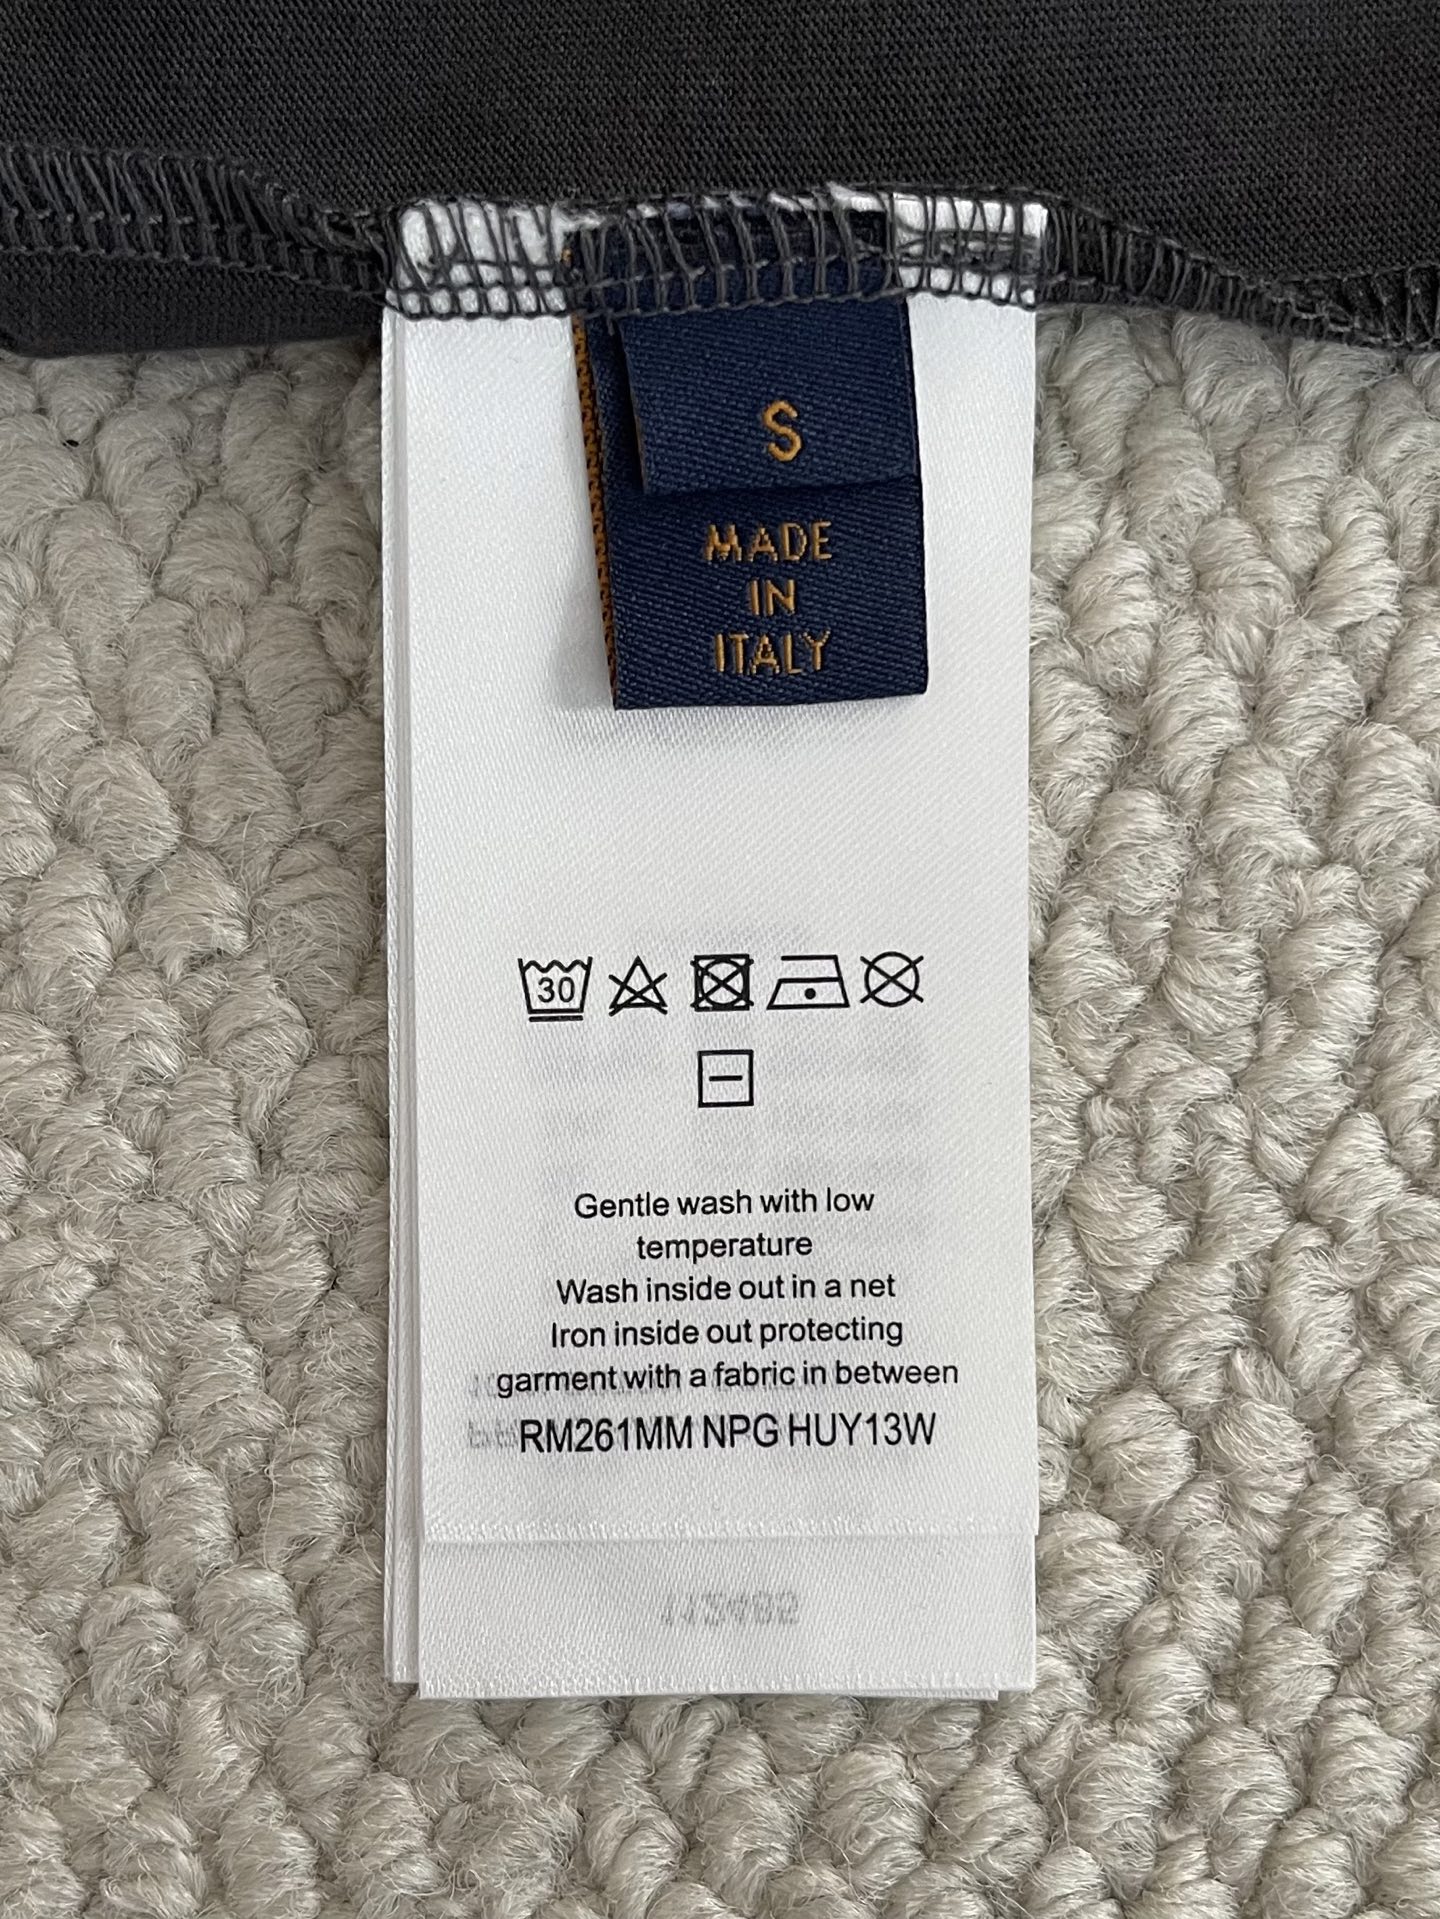 S
MADE
IN
ITALY
30
Gentle wash with low
temperature
Wash inside out in a net
Iron inside out protecting
garment with a fabric in between
RM261MM NPG HUY13W